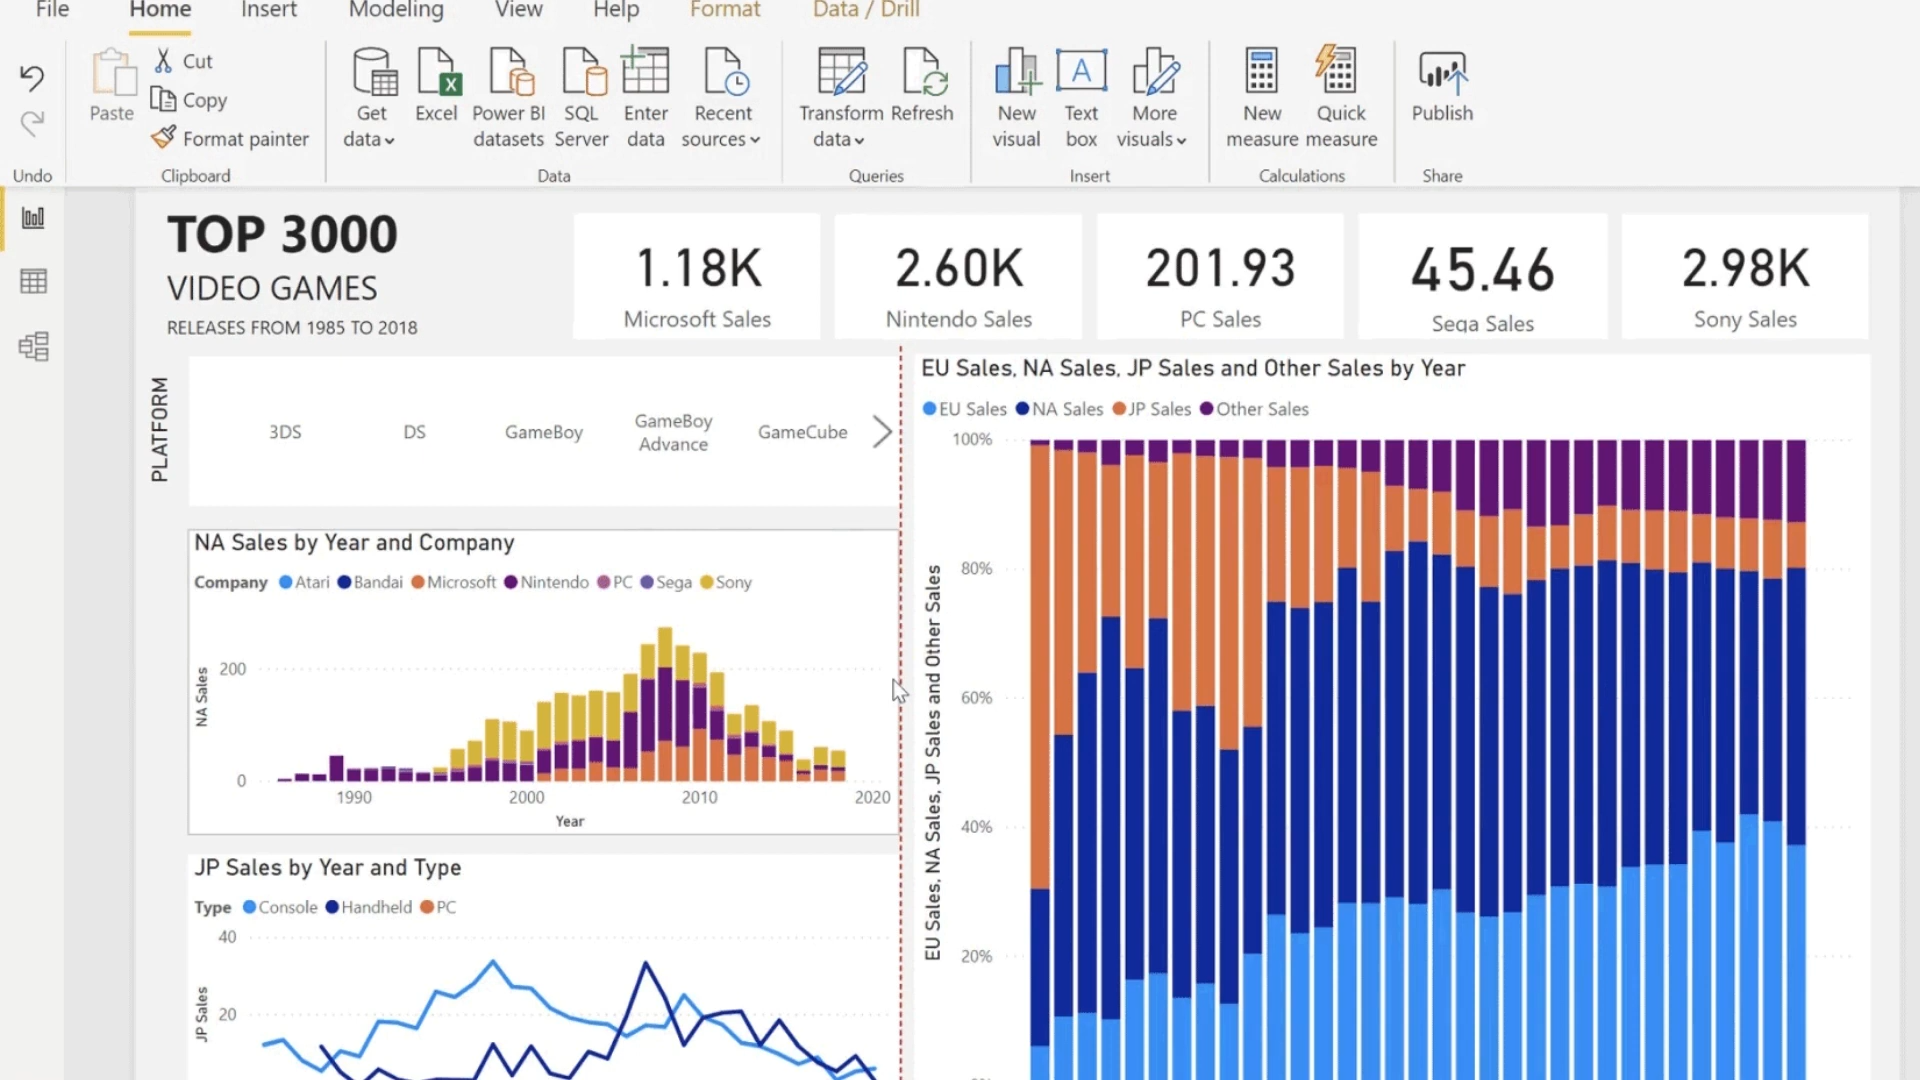 File Home Insert Modeling View Help Format Data / Drill
Cut
Copy
Format painter
Paste
Get data
Excel
Power BI datasets
SQL Server
Enter data
Recent sources
Transform data
Refresh
New visual
Text box
More visuals
New measure
Quick measure
Publish
Undo Clipboard Data Queries Insert Calculations Share
TOP 3000
VIDEO GAMES
RELEASES FROM 1985 TO 2018
1.18K
Microsoft Sales
2.60K
Nintendo Sales
201.93
PC Sales
45.46
Sega Sales
2.98K
Sony Sales
PLATFORM
3DS
DS
GameBoy
GameBoy
Advance
GameCube
NA Sales by Year and Company
Company Atari Bandai Microsoft Nintendo PC Sega Sony
NA Sales
200
0
1990 2000 2010 2020
Year
JP Sales by Year and Type
Type Console Handheld PC
JP Sales
40
20
EU Sales, NA Sales, JP Sales and Other Sales by Year
EU Sales NA Sales JP Sales Other Sales
EU Sales, NA Sales, JP Sales and Other Sales
100%
80%
60%
40%
20%